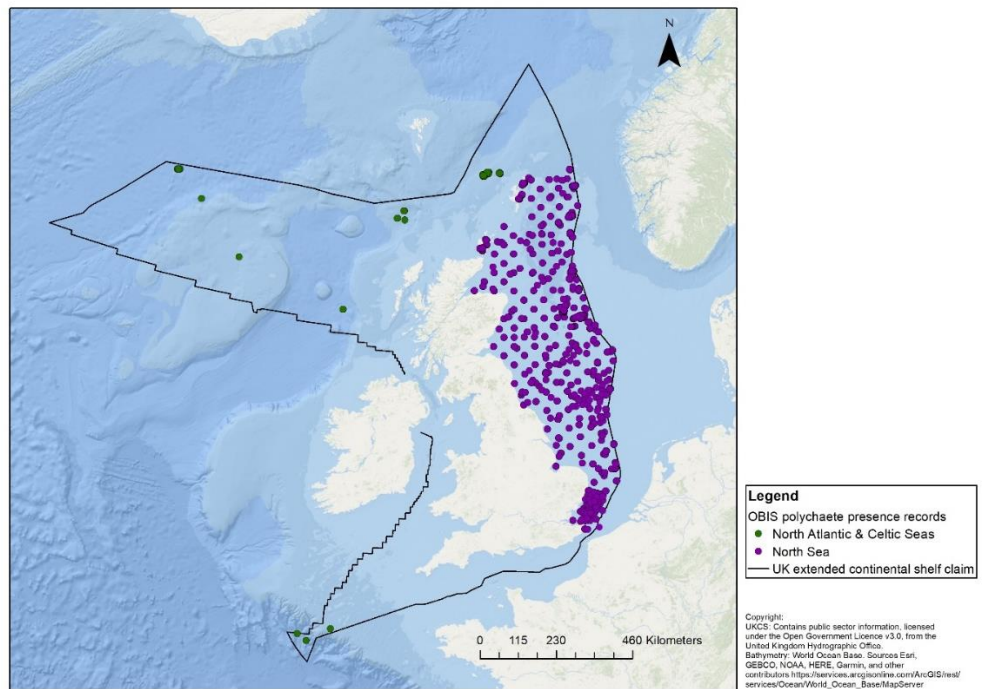 N
0 115 230 460 Kilometers
Legend
OBIS polychaete presence records
North Atlantic & Celtic Seas
North Sea
UK extended continental shelf claim
Copyright:
UKCS: Contains public sector information, licensed
under the Open Government Licence v3.0, from the
United Kingdom Hydrographic Office.
Bathymetry: World Ocean Base. Sources Esri,
GEBCO, NOAA, HERE, Garmin, and other
contributors https://services.arcgisonline.com/ArcGIS/rest/
services/Ocean/World_Ocean_Base/MapServer